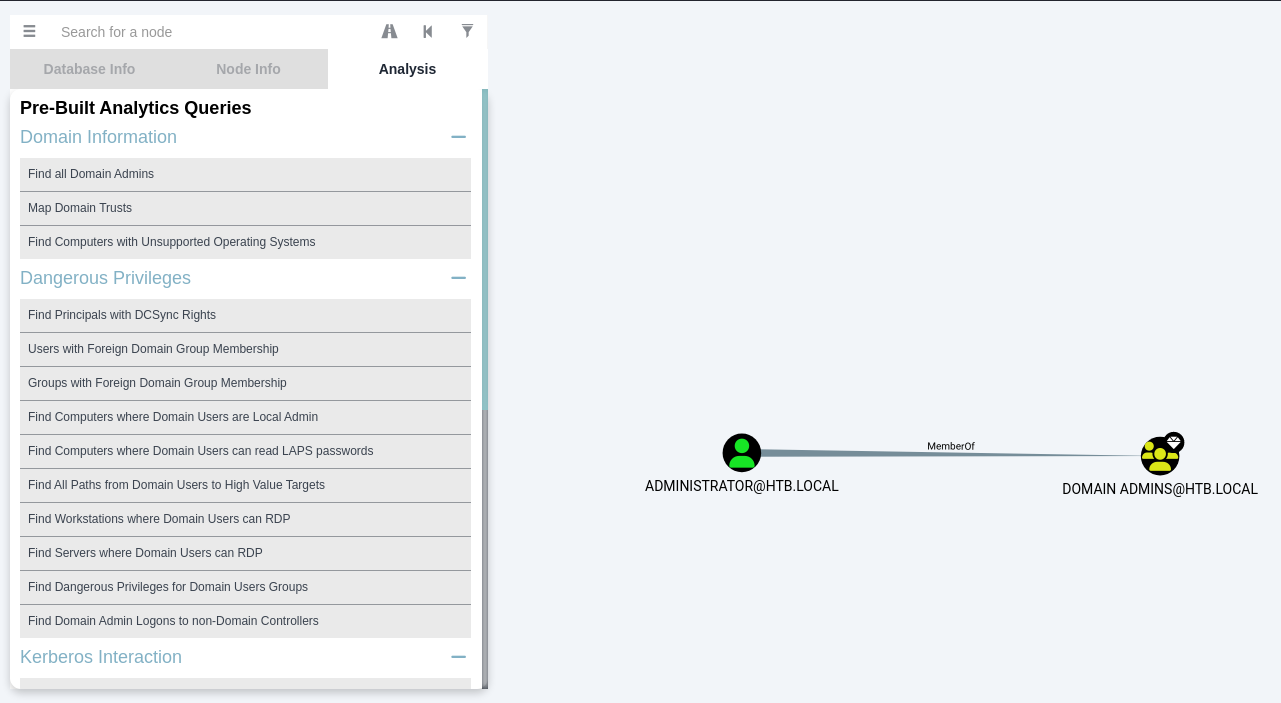 Search for a node
Database Info
Node Info
Analysis
Pre-Built Analytics Queries
Domain Information
Find all Domain Admins
Map Domain Trusts
Find Computers with Unsupported Operating Systems
Dangerous Privileges
Find Principals with DCSync Rights
Users with Foreign Domain Group Membership
Groups with Foreign Domain Group Membership
Find Computers where Domain Users are Local Admin
Find Computers where Domain Users can read LAPS passwords
Find All Paths from Domain Users to High Value Targets
Find Workstations where Domain Users can RDP
Find Servers where Domain Users can RDP
Find Dangerous Privileges for Domain Users Groups
Find Domain Admin Logons to non-Domain Controllers
Kerberos Interaction
MemberOf
ADMINISTRATOR@HTB.LOCAL
DOMAIN ADMINS@HTB.LOCAL